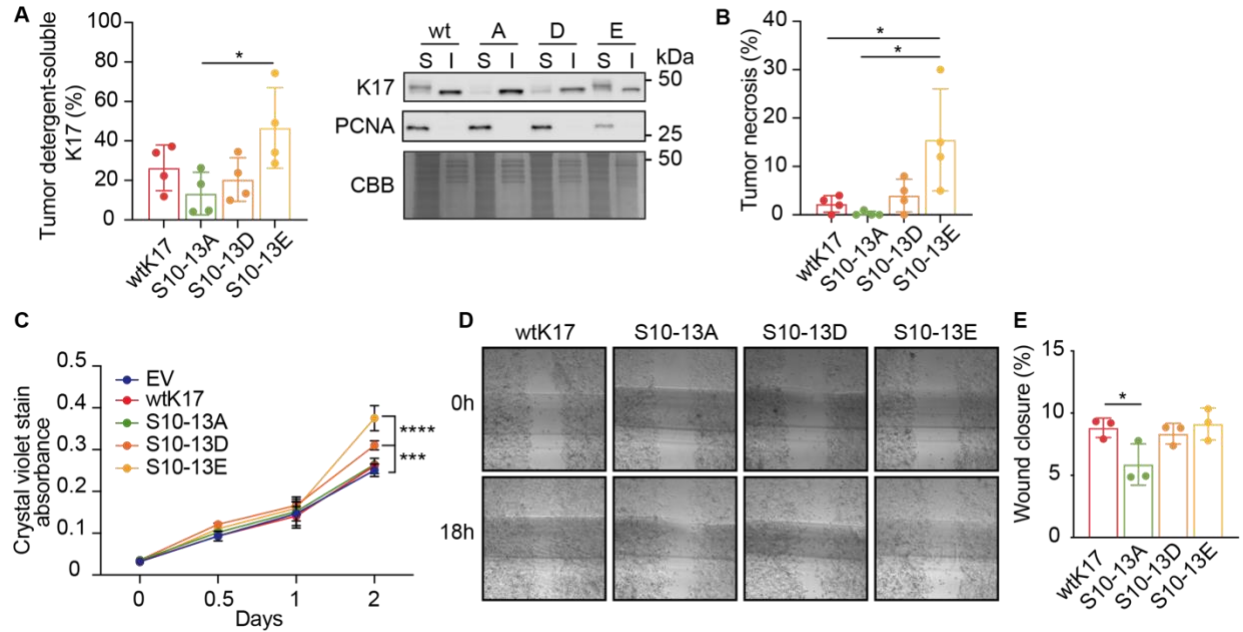 A
Tumor detergent-soluble
K17 (%)
100
80
60
40
20
0
*
wtK17
S10-13A
S10-13D
S10-13E
wt A D E
S I S I S I S I kDa
K17
50
PCNA
25
CBB
50
B
Tumor necrosis (%)
40
30
20
10
0
*
*
wtK17
S10-13A
S10-13D
S10-13E
C
Crystal violet stain
absorbance
0.5
0.4
0.3
0.2
0.1
0
EV
wtK17
S10-13A
S10-13D
S10-13E
****
***
0 0.5 1 2
Days
D
wtK17 S10-13A S10-13D S10-13E
0h
18h
E
Wound closure (%)
15
10
5
0
*
wtK17
S10-13A
S10-13D
S10-13E